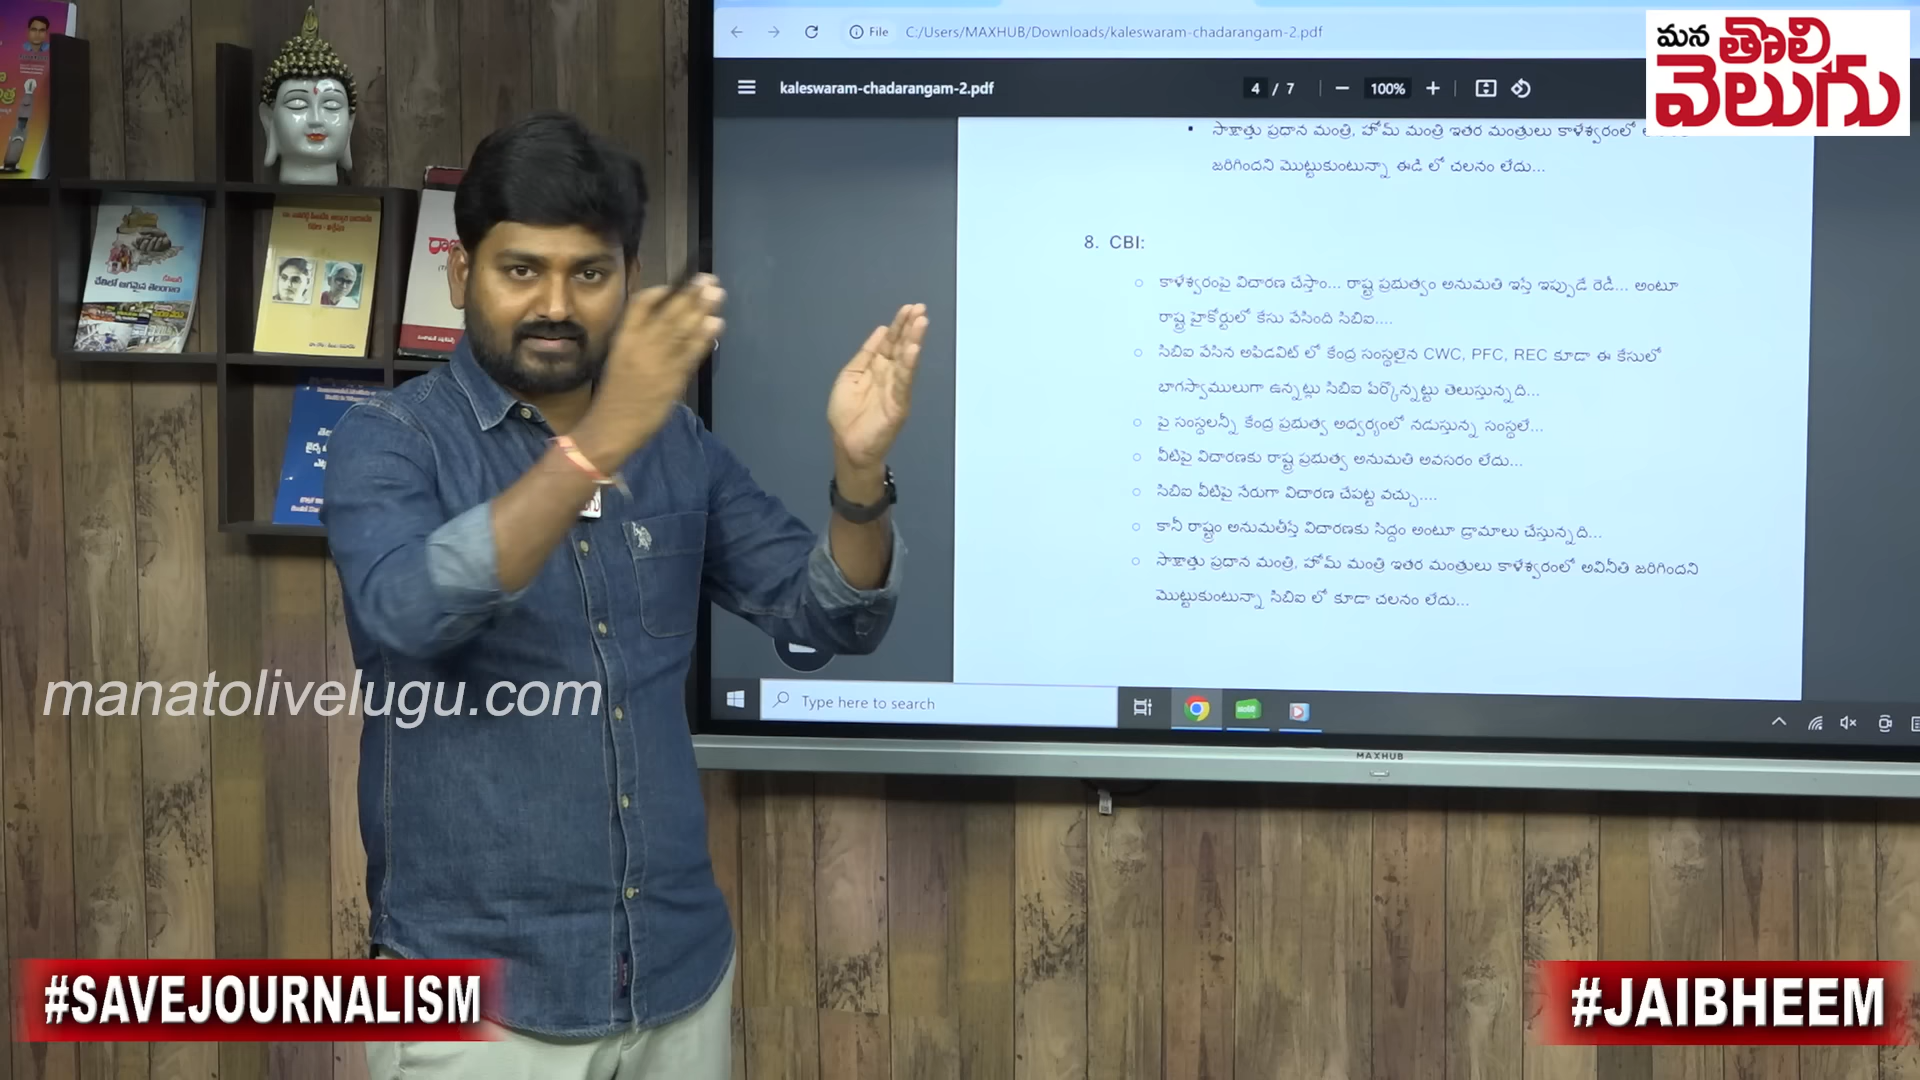 File C:/Users/MAXHUB/Downloads/kaleswaram-chadarangam-2.pdf
మన తొలి వెలుగు
kaleswaram-chadarangam-2.pdf 4 / 7 100%
సాక్షాత్తు ప్రదాన మంత్రి, హోమ్ మంత్రి ఇతర మంత్రులు కాళేశ్వరంలో
జరిగిందని మొట్టుకుంటున్నా ఈడి లో చలనం లేదు...
8. CBI:
కాళేశ్వరంపై విచారణ చేస్తాం... రాష్ట్ర ప్రభుత్వం అనుమతి ఇస్తే ఇప్పుడే రెడీ... అంటూ
రాష్ట్ర హైకోర్టులో కేసు వేసింది సిబిఐ....
సిబిఐ వేసిన అఫిడవిట్ లో కేంద్ర సంస్థలైన CWC, PFC, REC కూడా ఈ కేసులో
బాగస్వాములుగా ఉన్నట్లు సిబిఐ పేర్కొన్నట్టు తెలుస్తున్నది...
పై సంస్థలన్నీ కేంద్ర ప్రభుత్వ అధ్వర్యంలో నడుస్తున్న సంస్థలే...
వీటిపై విచారణకు రాష్ట్ర ప్రభుత్వ అనుమతి అవసరం లేదు...
సిబిఐ వీటిపై నేరుగా విచారణ చేపట్ట వచ్చు....
కానీ రాష్ట్రం అనుమతిస్తే విచారణకు సిద్దం అంటూ డ్రామాలు చేస్తున్నది...
సాక్షాత్తు ప్రదాన మంత్రి, హోమ్ మంత్రి ఇతర మంత్రులు కాళేశ్వరంలో అవినీతి జరిగిందని
మొట్టుకుంటున్నా సిబిఐ లో కూడా చలనం లేదు...
manatolivelugu.com
Type here to search
MAXHUB
#SAVEJOURNALISM
#JAIBHEEM